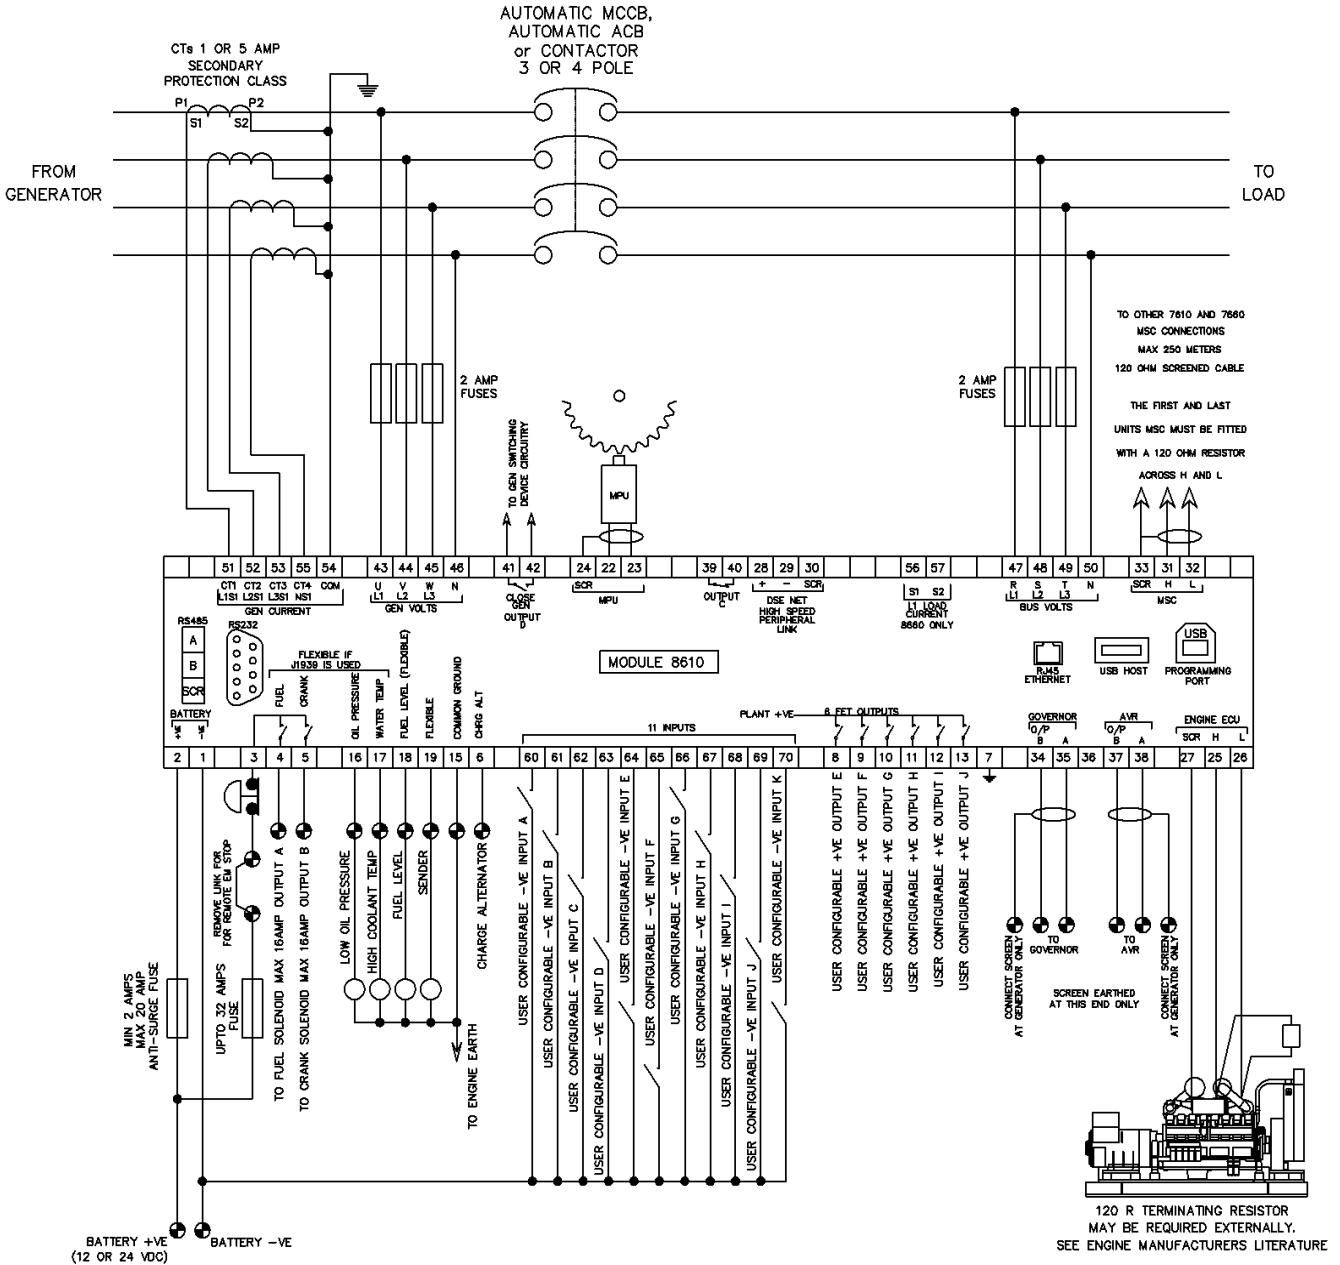 AUTOMATIC MCCB,
AUTOMATIC ACB
or CONTACTOR
3 OR 4 POLE
CTs 1 OR 5 AMP
SECONDARY
PROTECTION CLASS
P1 P2
S1 S2
FROM
GENERATOR
TO
LOAD
TO OTHER 7610 AND 7660
MSC CONNECTIONS
MAX 250 METERS
120 OHM SCREENED CABLE
THE FIRST AND LAST
UNITS MSC MUST BE FITTED
WITH A 120 OHM RESISTOR
ACROSS H AND L
2 AMP
FUSES
2 AMP
FUSES
TO GEN SWITCHING
DEVICE CIRCUITRY
MPU
51 52 53 55 54 43 44 45 46 41 42 24 22 23 39 40 28 29 30 56 57 47 48 49 50 33 31 32
CT1 CT2 CT3 CT4 COM
L1S1 L2S1 L3S1 NS1
GEN CURRENT
U V W N
L1 L2 L3
GEN VOLTS
CLOSE
GEN
OUTPUT
D
SCR
MPU
OUTPUT
C
+ − SCR
DSE NET
HIGH SPEED
PERIPHERAL
LINK
S1 S2
L1 LOAD
CURRENT
8660 ONLY
R S T N
L1 L2 L3
BUS VOLTS
SCR H L
MSC
RS485
A
B
SCR
RS232
FLEXIBLE IF
J1939 IS USED
FUEL
CRANK
OIL PRESSURE
WATER TEMP
FUEL LEVEL (FLEXIBLE)
FLEXIBLE
COMMON GROUND
CHRG ALT
MODULE 8610
RJ45
ETHERNET
USB HOST
USB
PROGRAMMING
PORT
BATTERY
+VE
-VE
11 INPUTS
PLANT +VE
6 FET OUTPUTS
GOVERNOR
O/P
B A
AVR
O/P
B A
ENGINE ECU
SCR H L
2 1 3 4 5 16 17 18 19 15 6 60 61 62 63 64 65 66 67 68 69 70 8 9 10 11 12 13 7 34 35 36 37 38 27 25 26
REMOVE LINK FOR
FOR REMOTE EM STOP
MIN 2 AMPS
MAX 20 AMP
ANTI-SURGE FUSE
UPTO 32 AMPS
FUSE
TO FUEL SOLENOID MAX 16AMP OUTPUT A
TO CRANK SOLENOID MAX 16AMP OUTPUT B
LOW OIL PRESSURE
HIGH COOLANT TEMP
FUEL LEVEL
SENDER
TO ENGINE EARTH
CHARGE ALTERNATOR
USER CONFIGURABLE -VE INPUT A
USER CONFIGURABLE -VE INPUT B
USER CONFIGURABLE -VE INPUT C
USER CONFIGURABLE -VE INPUT D
USER CONFIGURABLE -VE INPUT E
USER CONFIGURABLE -VE INPUT F
USER CONFIGURABLE -VE INPUT G
USER CONFIGURABLE -VE INPUT H
USER CONFIGURABLE -VE INPUT I
USER CONFIGURABLE -VE INPUT J
USER CONFIGURABLE -VE INPUT K
USER CONFIGURABLE +VE OUTPUT E
USER CONFIGURABLE +VE OUTPUT F
USER CONFIGURABLE +VE OUTPUT G
USER CONFIGURABLE +VE OUTPUT H
USER CONFIGURABLE +VE OUTPUT I
USER CONFIGURABLE +VE OUTPUT J
CONNECT SCREEN
AT GENERATOR ONLY
TO
GOVERNOR
TO
AVR
CONNECT SCREEN
AT GENERATOR ONLY
SCREEN EARTHED
AT THIS END ONLY
BATTERY +VE
(12 OR 24 VDC)
BATTERY -VE
120 R TERMINATING RESISTOR
MAY BE REQUIRED EXTERNALLY.
SEE ENGINE MANUFACTURERS LITERATURE